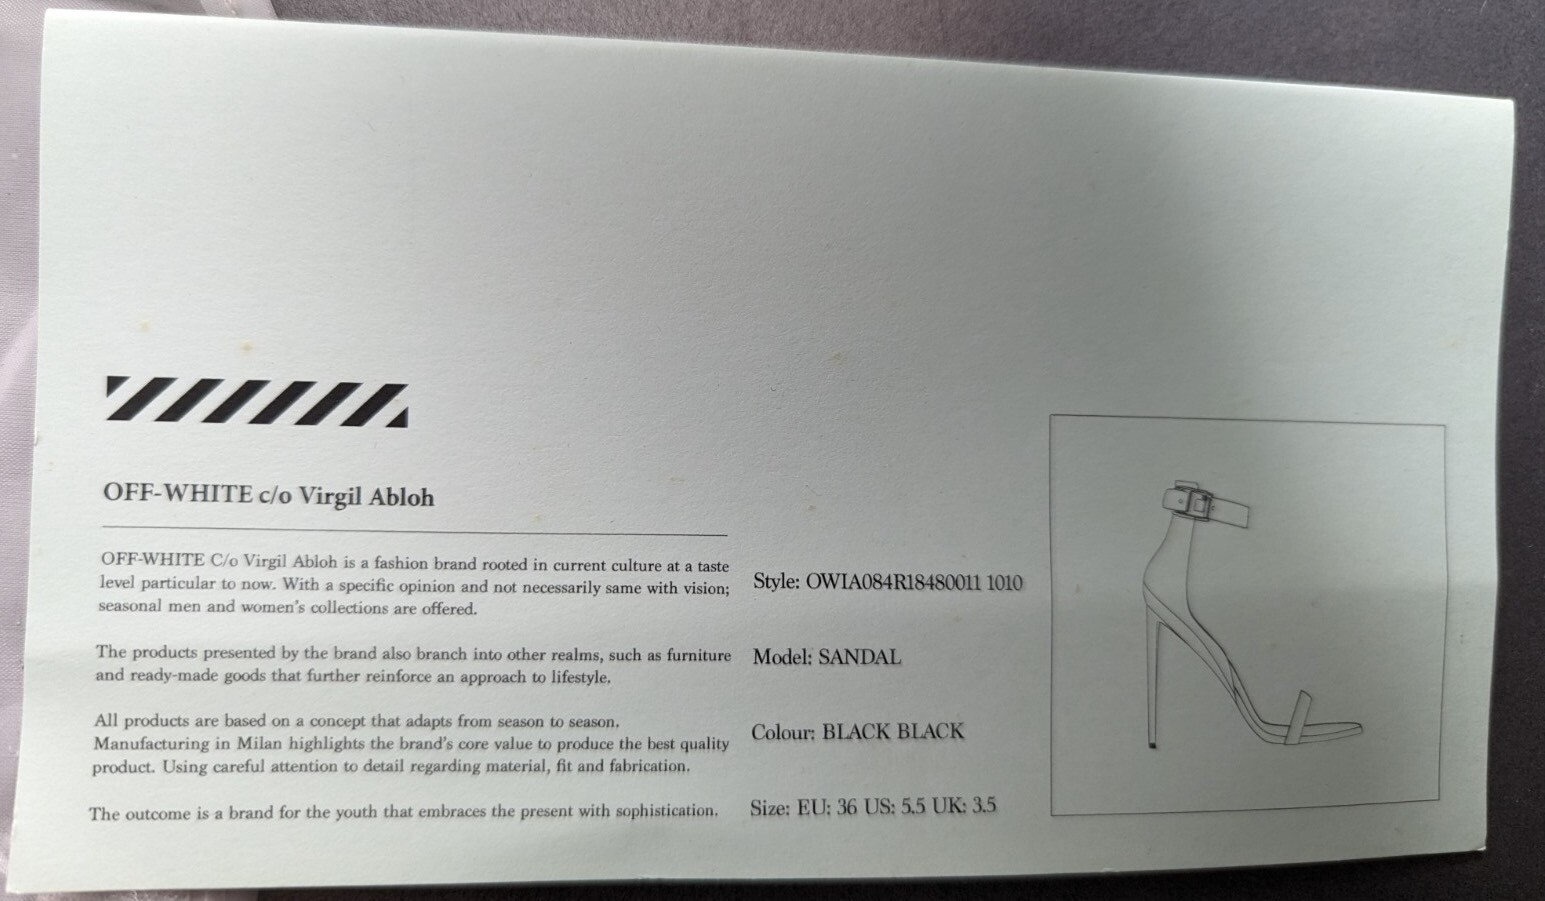 OFF-WHITE c/o Virgil Abloh
OFF-WHITE C/o Virgil Abloh is a fashion brand rooted in current culture at a taste
level particular to now. With a specific opinion and not necessarily same with vision;
seasonal men and women's collections are offered.
The products presented by the brand also branch into other realms, such as furniture
and ready-made goods that further reinforce an approach to lifestyle.
All products are based on a concept that adapts from season to season.
Manufacturing in Milan highlights the brand's core value to produce the best quality
product. Using careful attention to detail regarding material, fit and fabrication.
The outcome is a brand for the youth that embraces the present with sophistication.
Style: OWIA084R18480011 1010
Model: SANDAL
Colour: BLACK BLACK
Size: EU: 36 US: 5.5 UK: 3.5